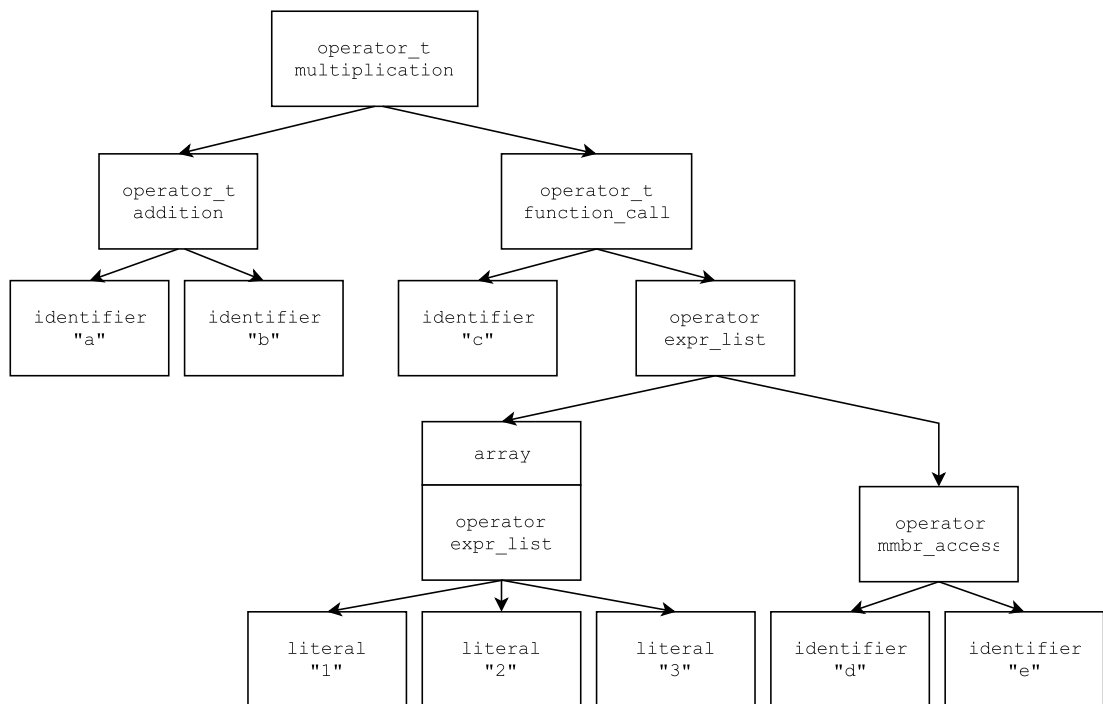 operator_t
multiplication
operator_t
addition
operator_t
function_call
identifier
"a"
identifier
"b"
identifier
"c"
operator
expr_list
array
operator
expr_list
operator
mmbr_access
literal
"1"
literal
"2"
literal
"3"
identifier
"d"
identifier
"e"